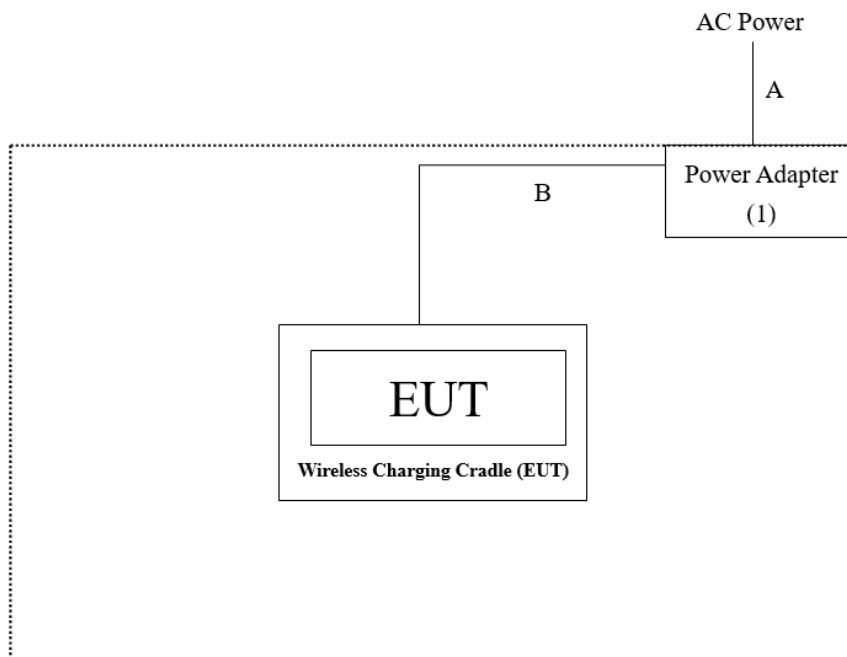 AC Power
A
Power Adapter
(1)
B
EUT
Wireless Charging Cradle (EUT)